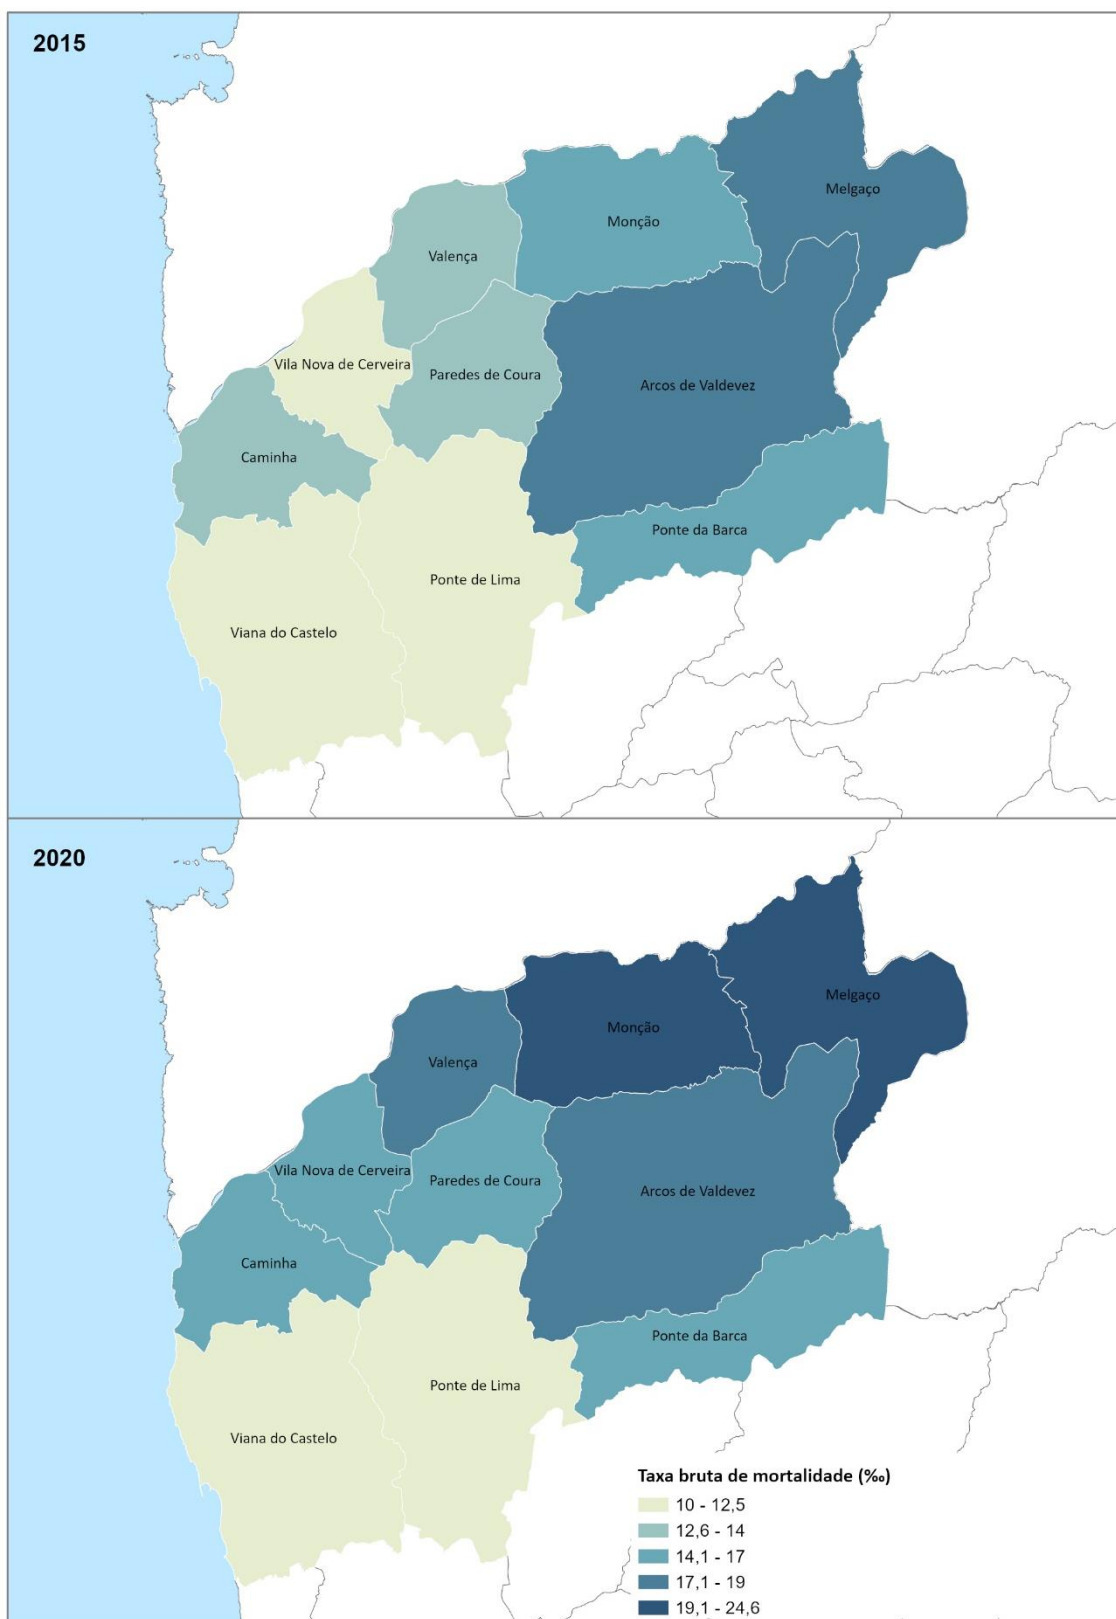 2015
Melgaço
Monção
Valença
Vila Nova de Cerveira
Paredes de Coura
Arcos de Valdevez
Caminha
Ponte da Barca
Ponte de Lima
Viana do Castelo
2020
Melgaço
Monção
Valença
Vila Nova de Cerveira
Paredes de Coura
Arcos de Valdevez
Caminha
Ponte da Barca
Ponte de Lima
Viana do Castelo
Taxa bruta de mortalidade (‰)
10 - 12,5
12,6 - 14
14,1 - 17
17,1 - 19
19,1 - 24,6